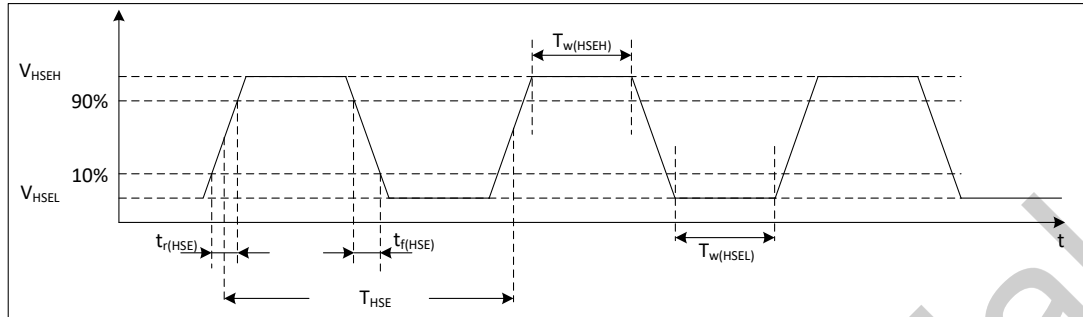 T_w(HSEH)
V_HSEH
90%
10%
V_HSEL
t
t_r(HSE)
t_f(HSE)
T_w(HSEL)
T_HSE